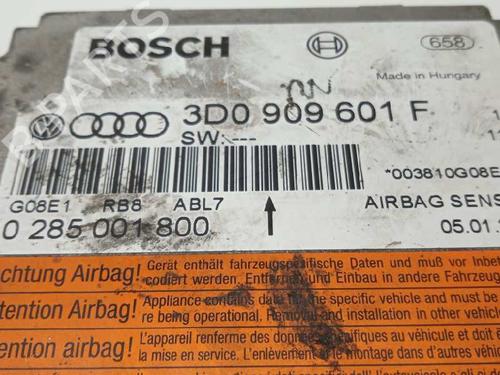 BOSCH
658
Made in Hungary
3D0 909 601 F
SW:---
*003810G08E
G08E1 RB8 ABL7
AIRBAG SENS
0 285 001 800
05.01.
chtung Airbag! Gerät enthält fahrzeugspezifische Daten und muß vor Inbet
codiert werden. Entfernen und Einbau in andere Fahrzeug
tention Airbag! Appliance contains data for the specific vehicle and must be
re being operational. Removal and installation in other vehicle
ention airbag! L'appareil renferme des données spécifiques au véhicule et doit ê
la mise en service. L'enlèvement et le montage dans d'autres véh